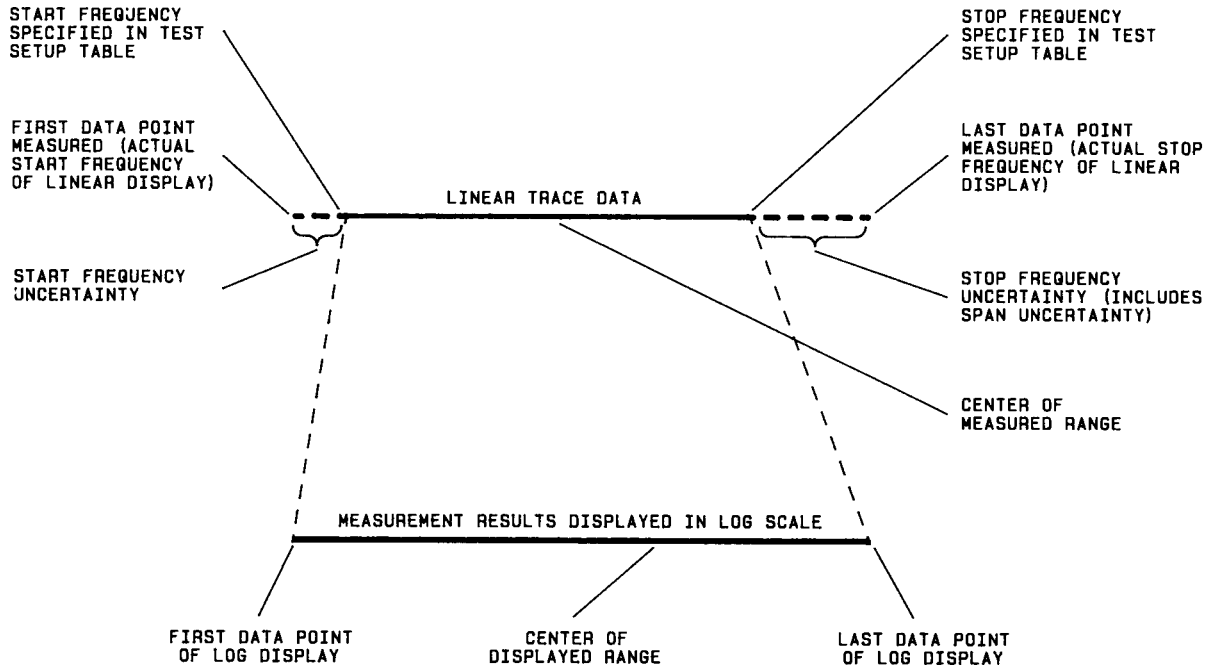 START FREQUENCY
SPECIFIED IN TEST
SETUP TABLE
STOP FREQUENCY
SPECIFIED IN TEST
SETUP TABLE
FIRST DATA POINT
MEASURED (ACTUAL
START FREQUENCY
OF LINEAR DISPLAY)
LAST DATA POINT
MEASURED (ACTUAL STOP
FREQUENCY OF LINEAR
DISPLAY)
LINEAR TRACE DATA
START FREQUENCY
UNCERTAINTY
STOP FREQUENCY
UNCERTAINTY (INCLUDES
SPAN UNCERTAINTY)
CENTER OF
MEASURED RANGE
MEASUREMENT RESULTS DISPLAYED IN LOG SCALE
FIRST DATA POINT
OF LOG DISPLAY
CENTER OF
DISPLAYED RANGE
LAST DATA POINT
OF LOG DISPLAY